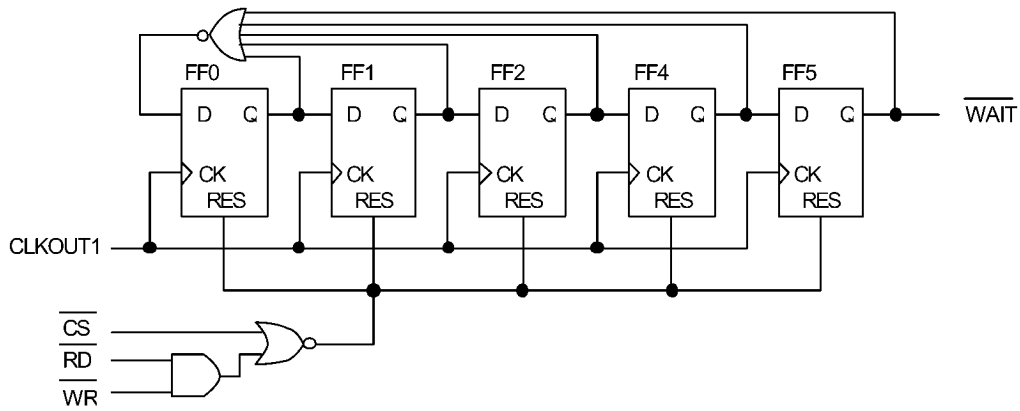 FF0 FF1 FF2 FF4 FF5
D Q D Q D Q D Q D Q WAIT
CK CK CK CK CK
RES RES RES RES RES
CLKOUT1
CS
RD
WR